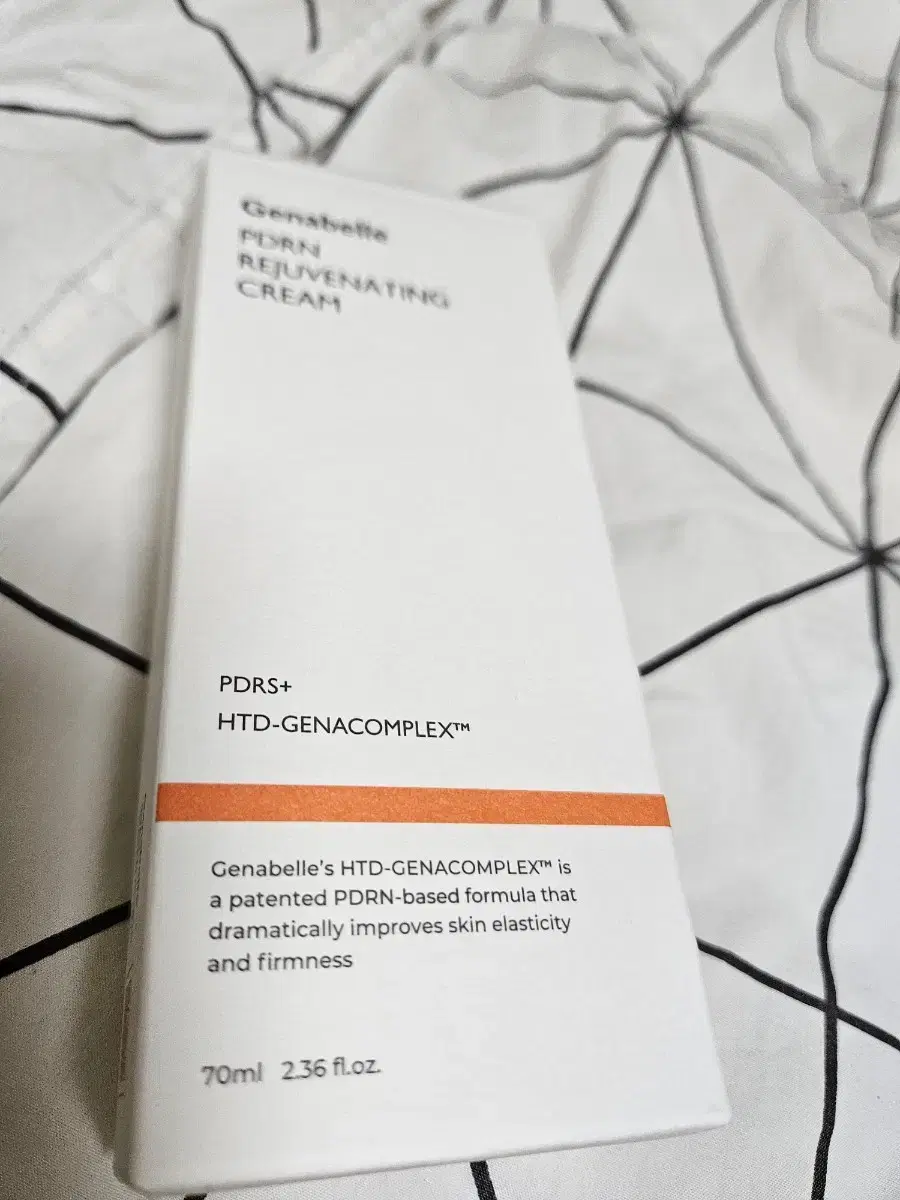 Genabelle
PDRN
REJUVENATING
CREAM
PDRS+
HTD-GENACOMPLEX™
Genabelle's HTD-GENACOMPLEX™ is
a patented PDRN-based formula that
dramatically improves skin elasticity
and firmness
70ml 2.36 fl.oz.